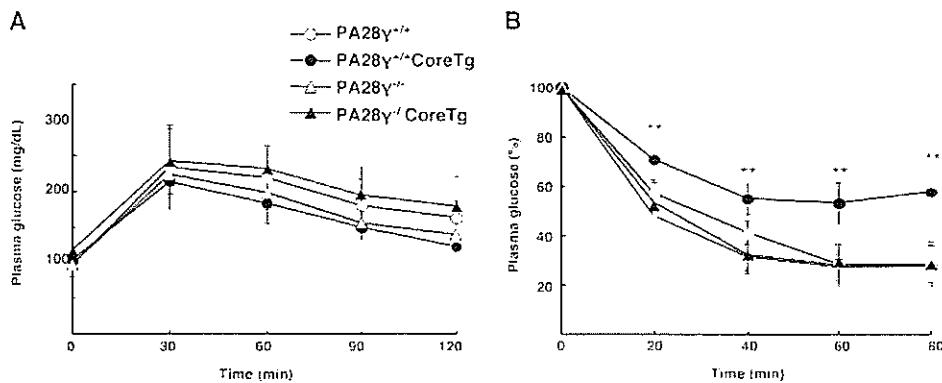 A
PA28γ+/+
PA28γ+/+CoreTg
PA28γ-/-
PA28γ-/-CoreTg
Plasma glucose (mg/dL)
300
200
100
0
30
60
90
120
Time (min)
B
**
**
**
**
Plasma glucose (%)
100
80
60
40
20
0
20
40
60
80
Time (min)